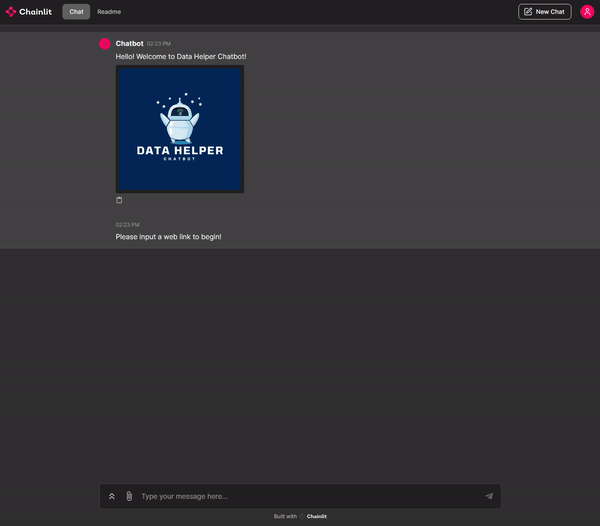 Chainlit Chat Readme New Chat
Chatbot 02:23 PM
Hello! Welcome to Data Helper Chatbot!
DATA HELPER
CHATBOT
02:23 PM
Please input a web link to begin!
Type your message here...
Built with Chainlit